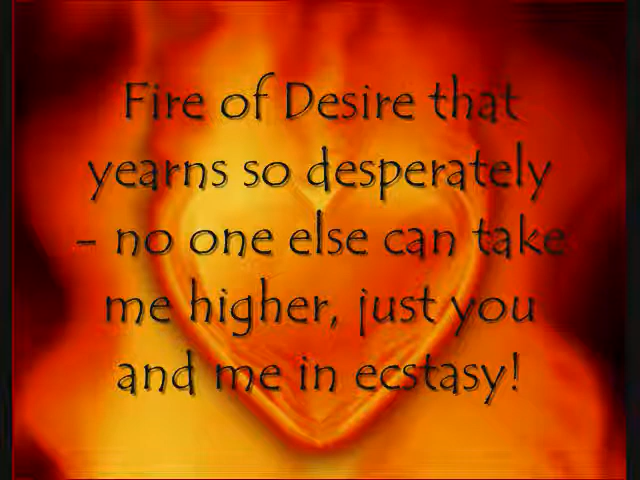 Fire of Desire that
yearns so desperately
- no one else can take
me higher, just you
and me in ecstasy!